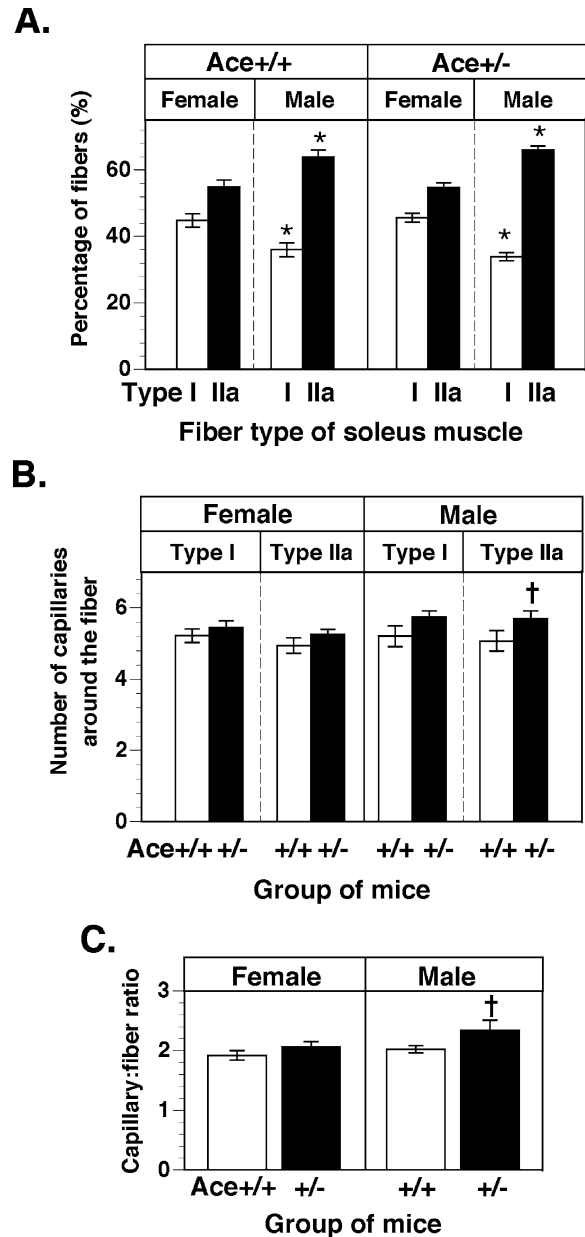 A.
Ace+/+ Ace+/-
Female Male Female Male
Percentage of fibers (%)
60
40
20
0
* * * *
Type I IIa I IIa I IIa I IIa
Fiber type of soleus muscle
B.
Female Male
Type I Type IIa Type I Type IIa
Number of capillaries
around the fiber
6
4
2
0
†
Ace+/+ +/- +/+ +/- +/+ +/- +/+ +/-
Group of mice
C.
Female Male
Capillary:fiber ratio
3
2
1
0
†
Ace+/+ +/- +/+ +/-
Group of mice